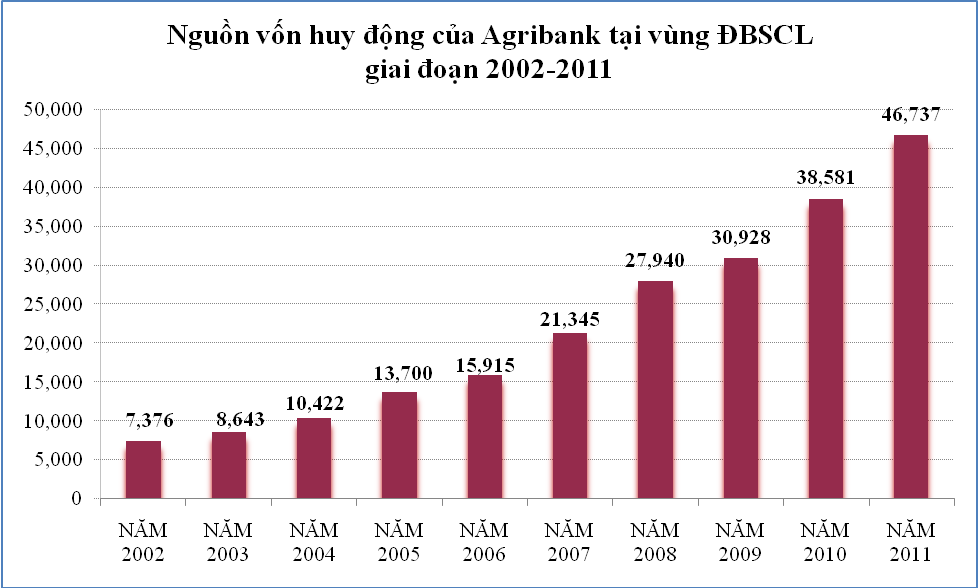 Nguồn vốn huy động của Agribank tại vùng ĐBSCL
giai đoạn 2002-2011
50,000
45,000
40,000
35,000
30,000
25,000
20,000
15,000
10,000
5,000
0
7,376
8,643
10,422
13,700
15,915
21,345
27,940
30,928
38,581
46,737
NĂM 2002
NĂM 2003
NĂM 2004
NĂM 2005
NĂM 2006
NĂM 2007
NĂM 2008
NĂM 2009
NĂM 2010
NĂM 2011